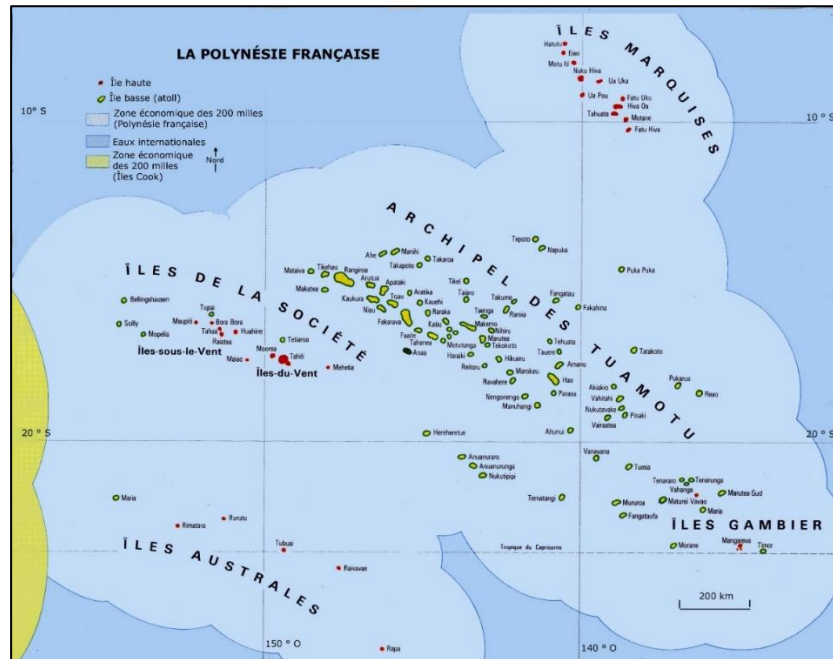 LA POLYNÉSIE FRANÇAISE
Île haute
Île basse (atoll)
Zone économique des 200 milles
(Polynésie française)
Eaux internationales
Zone économique
des 200 milles
(Îles Cook)
Nord
ÎLES MARQUISES
Hatutu
Eiao
Motu Iti
Nuku Hiva
Ua Uka
Ua Pou
Fatu Uku
Hiva Oa
Tahuata
Motane
Fatu Hiva
10° S
ARCHIPEL DES TUAMOTU
Tepoto
Napuka
Puka Puka
Ahe
Manihi
Takapoto
Takaroa
Mataiva
Tikehau
Rangiroa
Makatea
Arutua
Apataki
Kaukura
Toau
Niau
Aratika
Kauehi
Raraka
Fakarava
Faaite
Tahanea
Katiu
Motutunga
Anaa
Tikei
Taiaro
Takume
Raroia
Taenga
Makemo
Nihiru
Marutea
Tekokoto
Haraiki
Reitoru
Hikueru
Marokau
Ravahere
Nengonengo
Manuhangi
Fangatau
Fakahina
Tehuata
Tauere
Amanu
Hao
Paraoa
Tatakoto
Pukarua
Reao
Akiakio
Vahitahi
Nukutavake
Pinaki
Vairaatea
ÎLES DE LA SOCIÉTÉ
Bellingshausen
Scilly
Mopelia
Tupai
Maupiti
Bora Bora
Tahaa
Raiatea
Huahine
Îles-sous-le-Vent
Maiao
Moorea
Tetiaroa
Tahiti
Îles-du-Vent
Mehetia
20° S
20° S
Hereheretue
Ahunui
Anuanuraro
Anuanurunga
Nukutipipi
Tematangi
Vanavana
Tureia
Tenararo
Tenarunga
Vahanga
Maturei Vavao
Marutea-Sud
Maria
Mururoa
Fangataufa
Morane
ÎLES GAMBIER
Mangareva
Timoe
Maria
Rimatara
Rurutu
Tubuai
Raivavae
Rapa
ÎLES AUSTRALES
Tropique du Capricorne
200 km
150° O
140° O